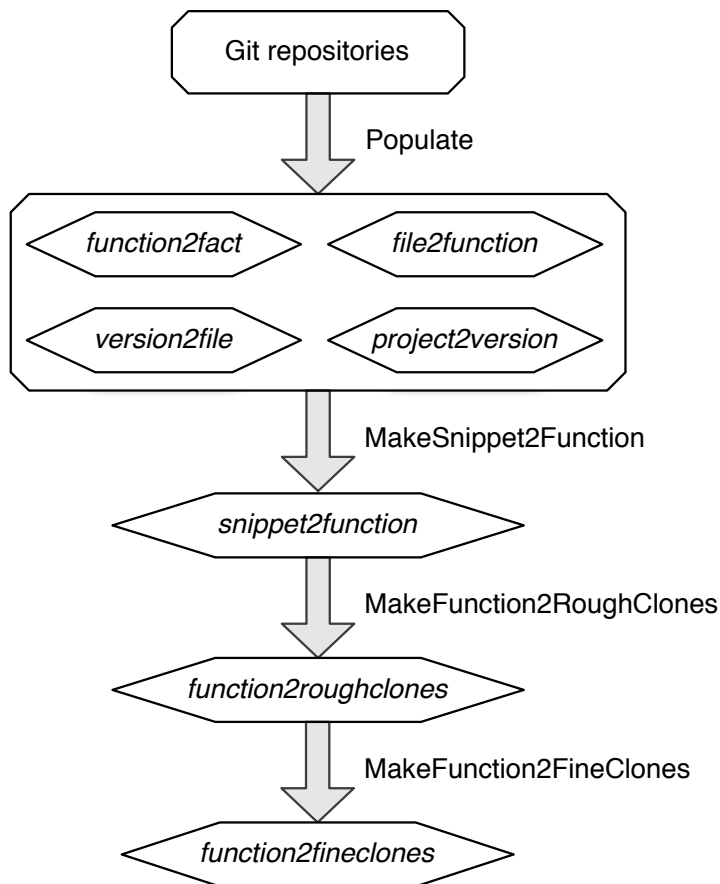 Git repositories
Populate
function2fact
file2function
version2file
project2version
MakeSnippet2Function
snippet2function
MakeFunction2RoughClones
function2roughclones
MakeFunction2FineClones
function2fineclones